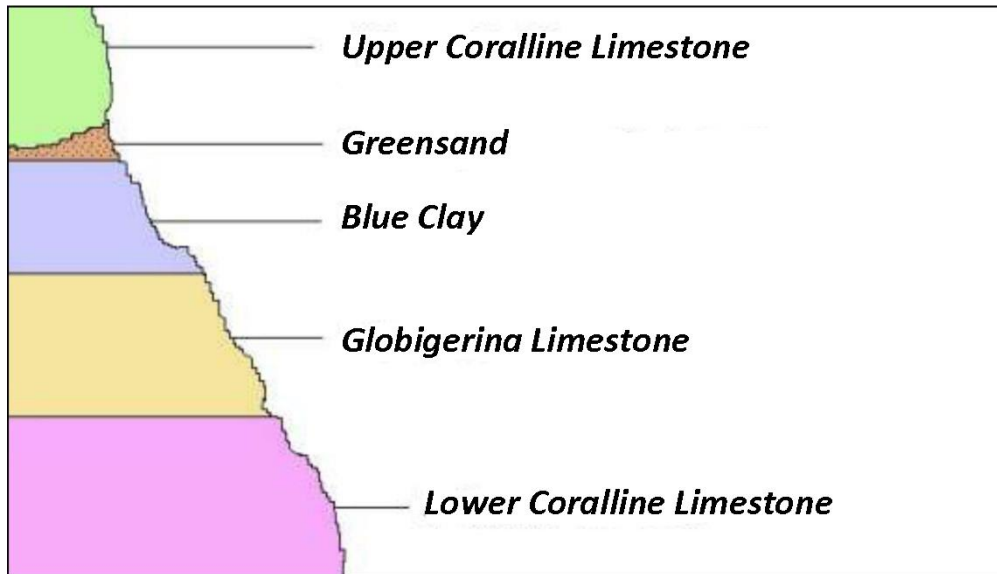 Upper Coralline Limestone
Greensand
Blue Clay
Globigerina Limestone
Lower Coralline Limestone